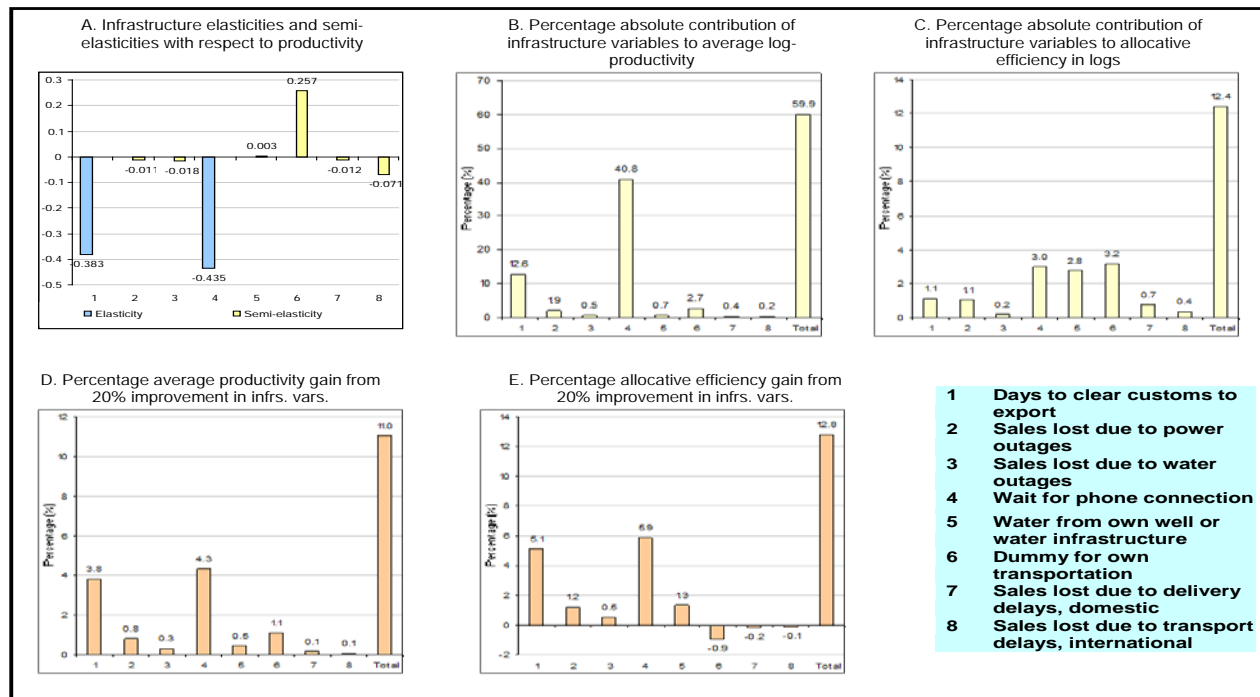 A. Infrastructure elasticities and semi-
elasticities with respect to productivity
0.3
0.2
0.1
0
-0.1
-0.2
-0.3
-0.4
-0.5
-0.383
-0.011
-0.018
-0.435
0.003
0.257
-0.012
-0.071
1 2 3 4 5 6 7 8
Elasticity Semi-elasticity
B. Percentage absolute contribution of
infrastructure variables to average log-
productivity
Percentage (%)
70
60
50
40
30
20
10
0
12.6
1.9
0.5
40.8
0.7
2.7
0.4
0.2
59.9
1 2 3 4 5 6 7 8 Total
C. Percentage absolute contribution of
infrastructure variables to allocative
efficiency in logs
Percentage (%)
14
12
10
8
6
4
2
0
1.1
1.1
0.2
3.0
2.8
3.2
0.7
0.4
12.4
1 2 3 4 5 6 7 8 Total
D. Percentage average productivity gain from
20% improvement in infrs. vars.
Percentage (%)
12
10
8
6
4
2
0
3.8
0.8
0.3
4.3
0.5
1.1
0.1
0.1
11.0
1 2 3 4 5 6 7 8 Total
E. Percentage allocative efficiency gain from
20% improvement in infrs. vars.
Percentage (%)
14
12
10
8
6
4
2
0
-2
5.1
1.2
5.9
1.3
-0.9
-0.2
-0.1
12.8
1 2 3 4 5 6 7 8 Total
1 Days to clear customs to
export
2 Sales lost due to power
outages
3 Sales lost due to water
outages
4 Wait for phone connection
5 Water from own well or
water infrastructure
6 Dummy for own
transportation
7 Sales lost due to delivery
delays, domestic
8 Sales lost due to transport
delays, international